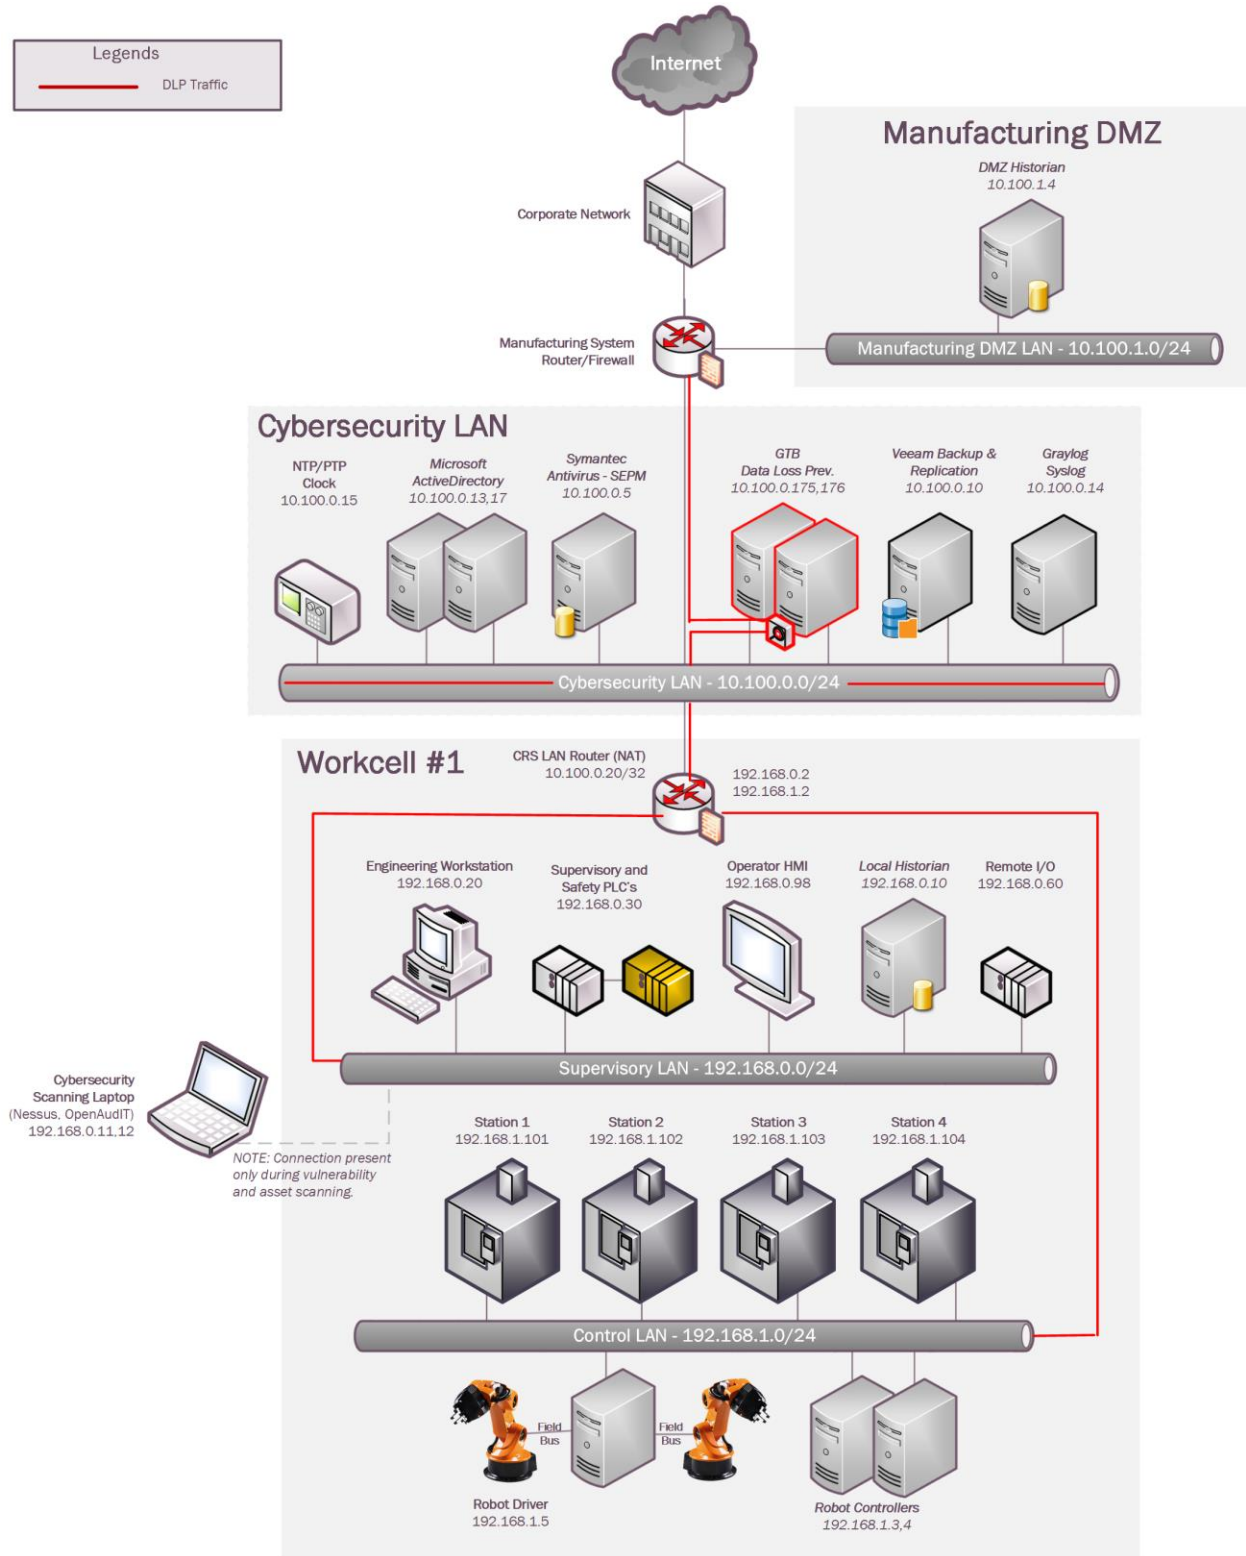 Legends
DLP Traffic
Internet
Manufacturing DMZ
DMZ Historian
10.100.1.4
Corporate Network
Manufacturing System
Router/Firewall
Manufacturing DMZ LAN - 10.100.1.0/24
Cybersecurity LAN
NTP/PTP
Clock
10.100.0.15
Microsoft
ActiveDirectory
10.100.0.13,17
Symantec
Antivirus - SEPM
10.100.0.5
GTB
Data Loss Prev.
10.100.0.175,176
Veeam Backup &
Replication
10.100.0.10
Graylog
Syslog
10.100.0.14
Cybersecurity LAN - 10.100.0.0/24
Workcell #1
CRS LAN Router (NAT)
10.100.0.20/32
192.168.0.2
192.168.1.2
Engineering Workstation
192.168.0.20
Supervisory and
Safety PLC's
192.168.0.30
Operator HMI
192.168.0.98
Local Historian
192.168.0.10
Remote I/O
192.168.0.60
Supervisory LAN - 192.168.0.0/24
Cybersecurity
Scanning Laptop
(Nessus, OpenAudIT)
192.168.0.11,12
NOTE: Connection present
only during vulnerability
and asset scanning.
Station 1
192.168.1.101
Station 2
192.168.1.102
Station 3
192.168.1.103
Station 4
192.168.1.104
Control LAN - 192.168.1.0/24
Field
Bus
Field
Bus
Robot Driver
192.168.1.5
Robot Controllers
192.168.1.3,4